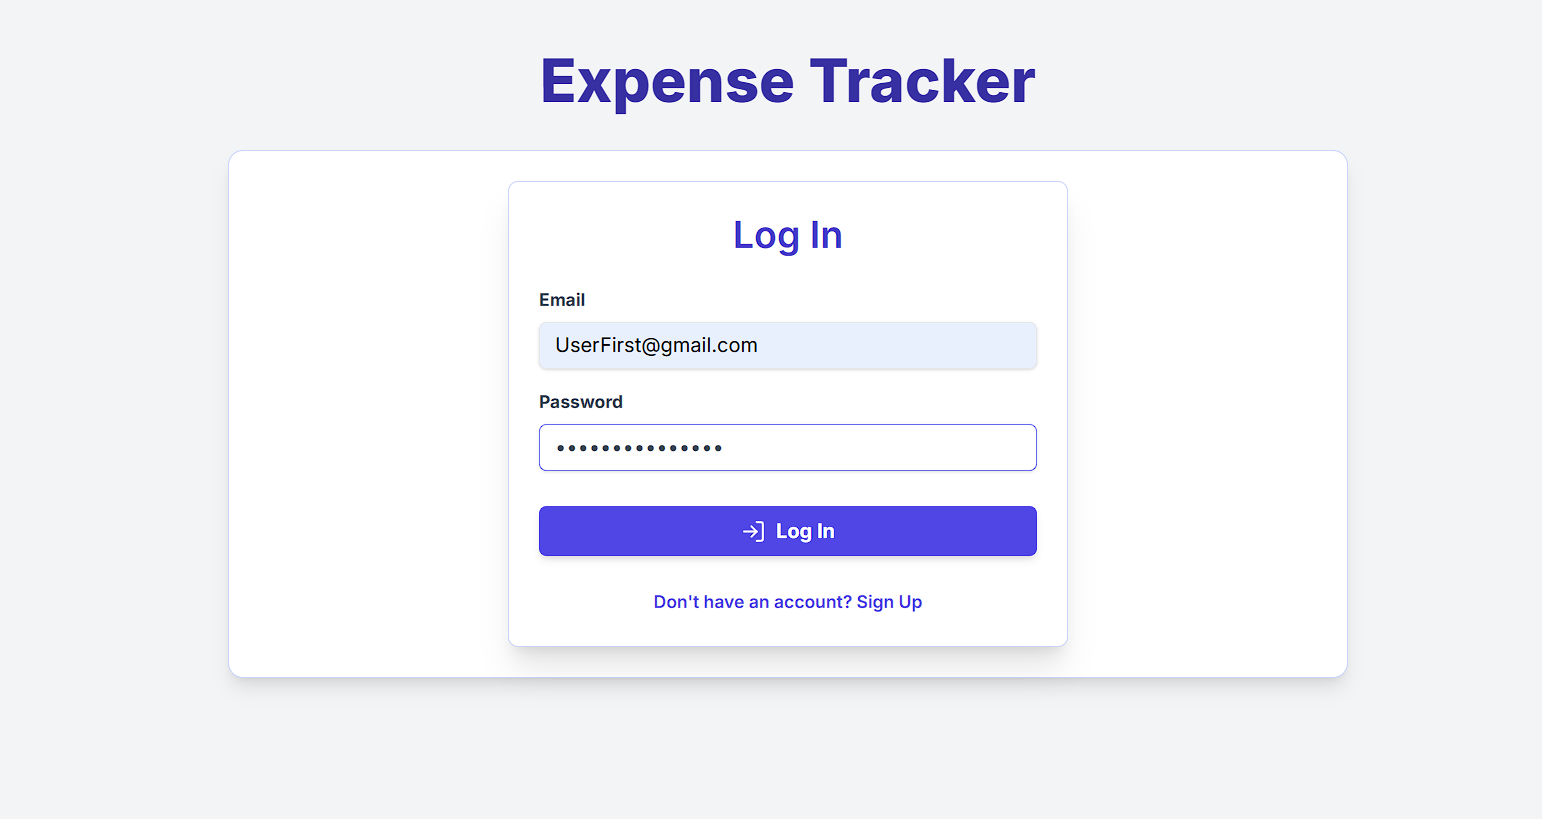 Expense Tracker
Log In
Email
UserFirst@gmail.com
Password
•••••••••••••••
Log In
Don't have an account? Sign Up